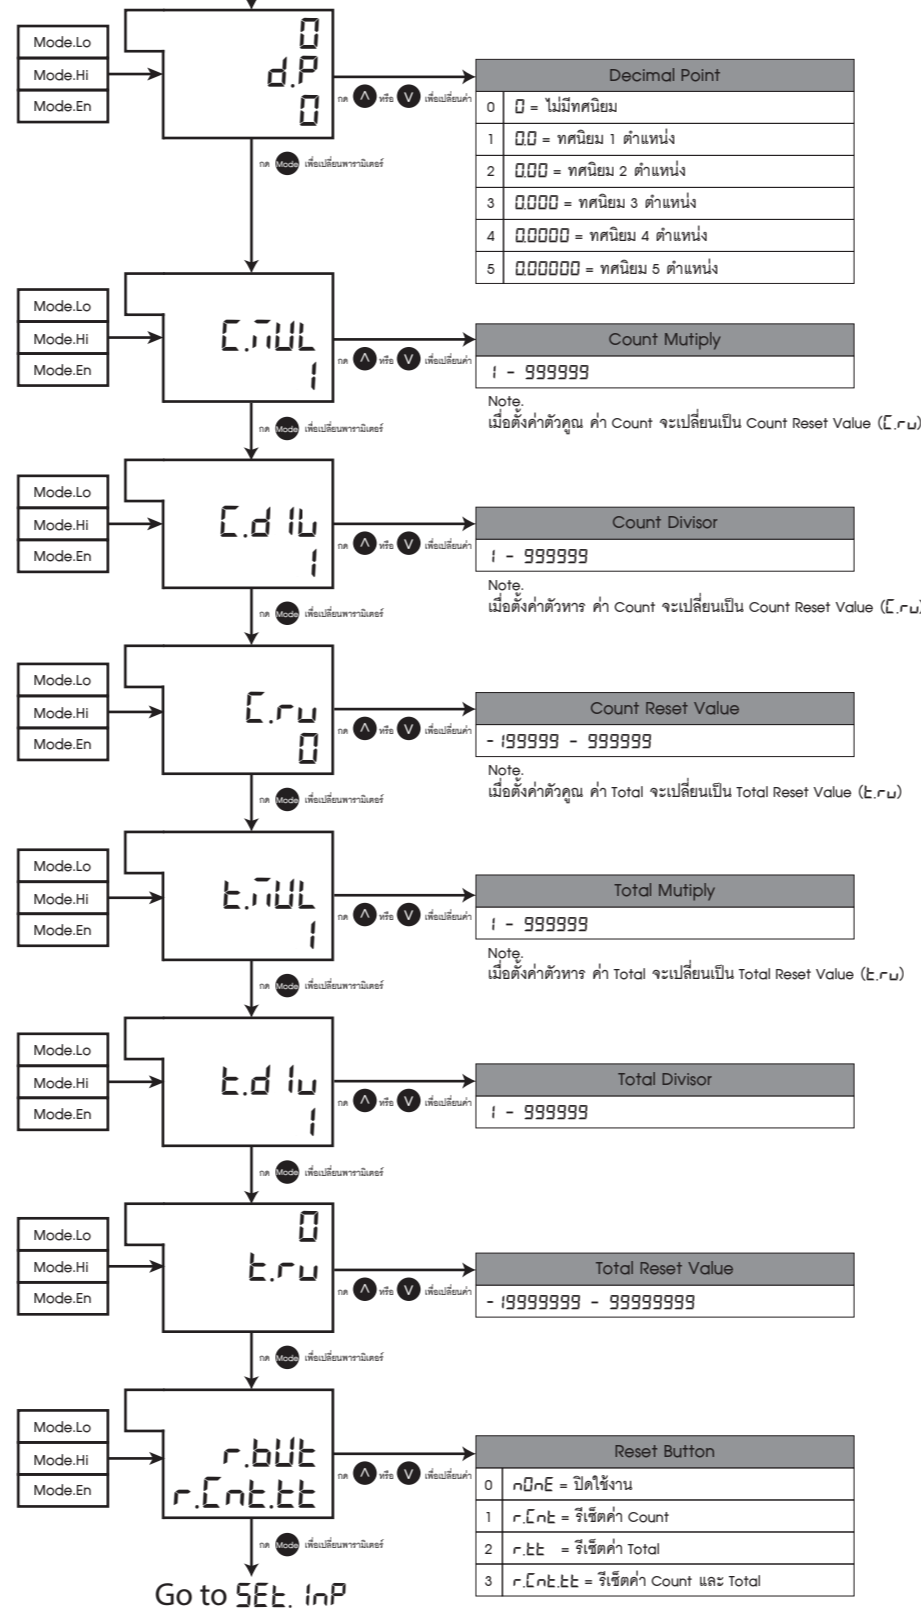 0
Mode.Lo
Mode.Hi
Mode.En
d.P
0
กด ∧ หรือ ∨ เพื่อเปลี่ยนค่า
Decimal Point
0 0 = ไม่มีทศนิยม
1 0.0 = ทศนิยม 1 ตำแหน่ง
2 0.00 = ทศนิยม 2 ตำแหน่ง
3 0.000 = ทศนิยม 3 ตำแหน่ง
4 0.0000 = ทศนิยม 4 ตำแหน่ง
5 0.00000 = ทศนิยม 5 ตำแหน่ง
กด Mode เพื่อเปลี่ยนพารามิเตอร์
Mode.Lo
Mode.Hi
Mode.En
C.MUL
1
กด ∧ หรือ ∨ เพื่อเปลี่ยนค่า
Count Mutiply
1 - 999999
Note.
เมื่อตั้งค่าตัวคูณ ค่า Count จะเปลี่ยนเป็น Count Reset Value (C.rv)
กด Mode เพื่อเปลี่ยนพารามิเตอร์
Mode.Lo
Mode.Hi
Mode.En
C.dIv
1
กด ∧ หรือ ∨ เพื่อเปลี่ยนค่า
Count Divisor
1 - 999999
Note.
เมื่อตั้งค่าตัวหาร ค่า Count จะเปลี่ยนเป็น Count Reset Value (C.rv)
กด Mode เพื่อเปลี่ยนพารามิเตอร์
Mode.Lo
Mode.Hi
Mode.En
C.rv
0
กด ∧ หรือ ∨ เพื่อเปลี่ยนค่า
Count Reset Value
-199999 - 999999
Note.
เมื่อตั้งค่าตัวคูณ ค่า Total จะเปลี่ยนเป็น Total Reset Value (t.rv)
กด Mode เพื่อเปลี่ยนพารามิเตอร์
Mode.Lo
Mode.Hi
Mode.En
t.MUL
1
กด ∧ หรือ ∨ เพื่อเปลี่ยนค่า
Total Mutiply
1 - 999999
Note.
เมื่อตั้งค่าตัวหาร ค่า Total จะเปลี่ยนเป็น Total Reset Value (t.rv)
กด Mode เพื่อเปลี่ยนพารามิเตอร์
Mode.Lo
Mode.Hi
Mode.En
t.dIv
1
กด ∧ หรือ ∨ เพื่อเปลี่ยนค่า
Total Divisor
1 - 999999
กด Mode เพื่อเปลี่ยนพารามิเตอร์
Mode.Lo
Mode.Hi
Mode.En
0
t.rv
กด ∧ หรือ ∨ เพื่อเปลี่ยนค่า
Total Reset Value
-19999999 - 99999999
กด Mode เพื่อเปลี่ยนพารามิเตอร์
Mode.Lo
Mode.Hi
Mode.En
r.bUt
r.Cnt.tt
กด ∧ หรือ ∨ เพื่อเปลี่ยนค่า
Reset Button
0 nOnE = ปิดใช้งาน
1 r.Cnt = รีเซ็ตค่า Count
2 r.tt = รีเซ็ตค่า Total
3 r.Cnt.tt = รีเซ็ตค่า Count และ Total
กด Mode เพื่อเปลี่ยนพารามิเตอร์
Go to SEt. InP